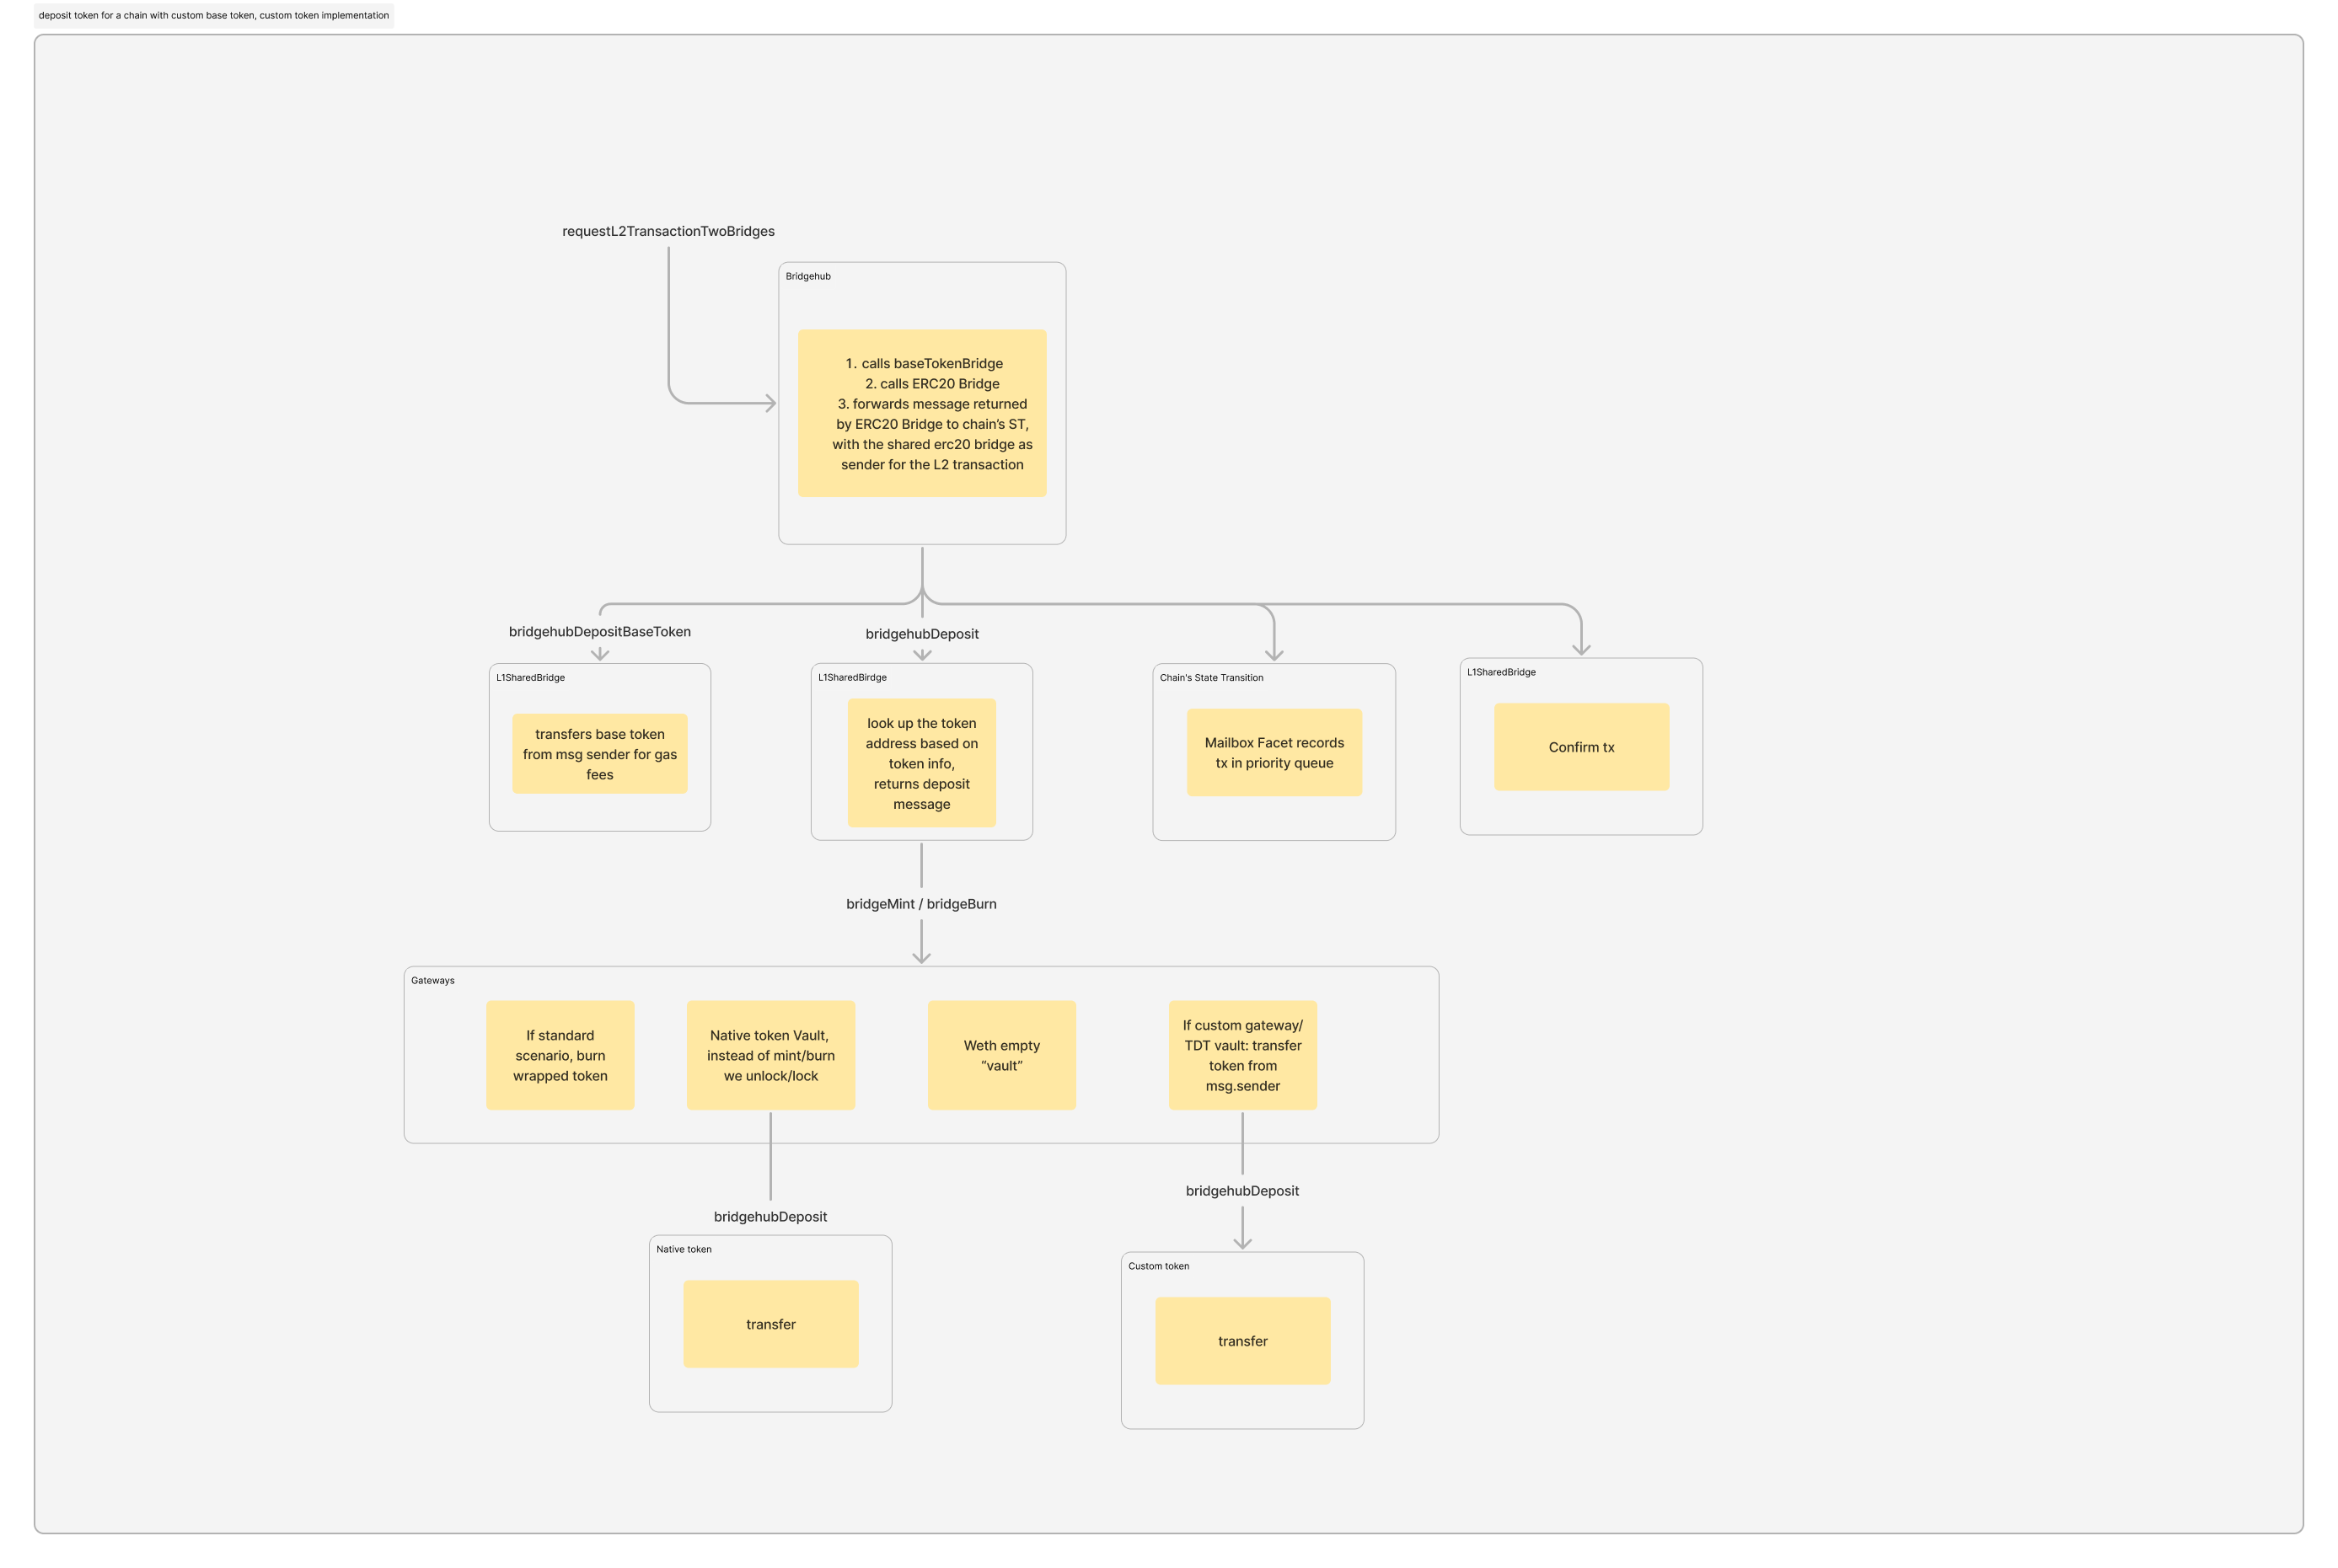 deposit token for a chain with custom base token, custom token implementation
requestL2TransactionTwoBridges
Bridgehub
1. calls baseTokenBridge
2. calls ERC20 Bridge
3. forwards message returned
by ERC20 Bridge to chain’s ST,
with the shared erc20 bridge as
sender for the L2 transaction
bridgehubDepositBaseToken
bridgehubDeposit
L1SharedBridge
transfers base token
from msg sender for gas
fees
L1SharedBirdge
look up the token
address based on
token info,
returns deposit
message
Chain's State Transition
Mailbox Facet records
tx in priority queue
L1SharedBridge
Confirm tx
bridgeMint / bridgeBurn
Gateways
If standard
scenario, burn
wrapped token
Native token Vault,
instead of mint/burn
we unlock/lock
Weth empty
“vault”
If custom gateway/
TDT vault: transfer
token from
msg.sender
bridgehubDeposit
Native token
transfer
bridgehubDeposit
Custom token
transfer